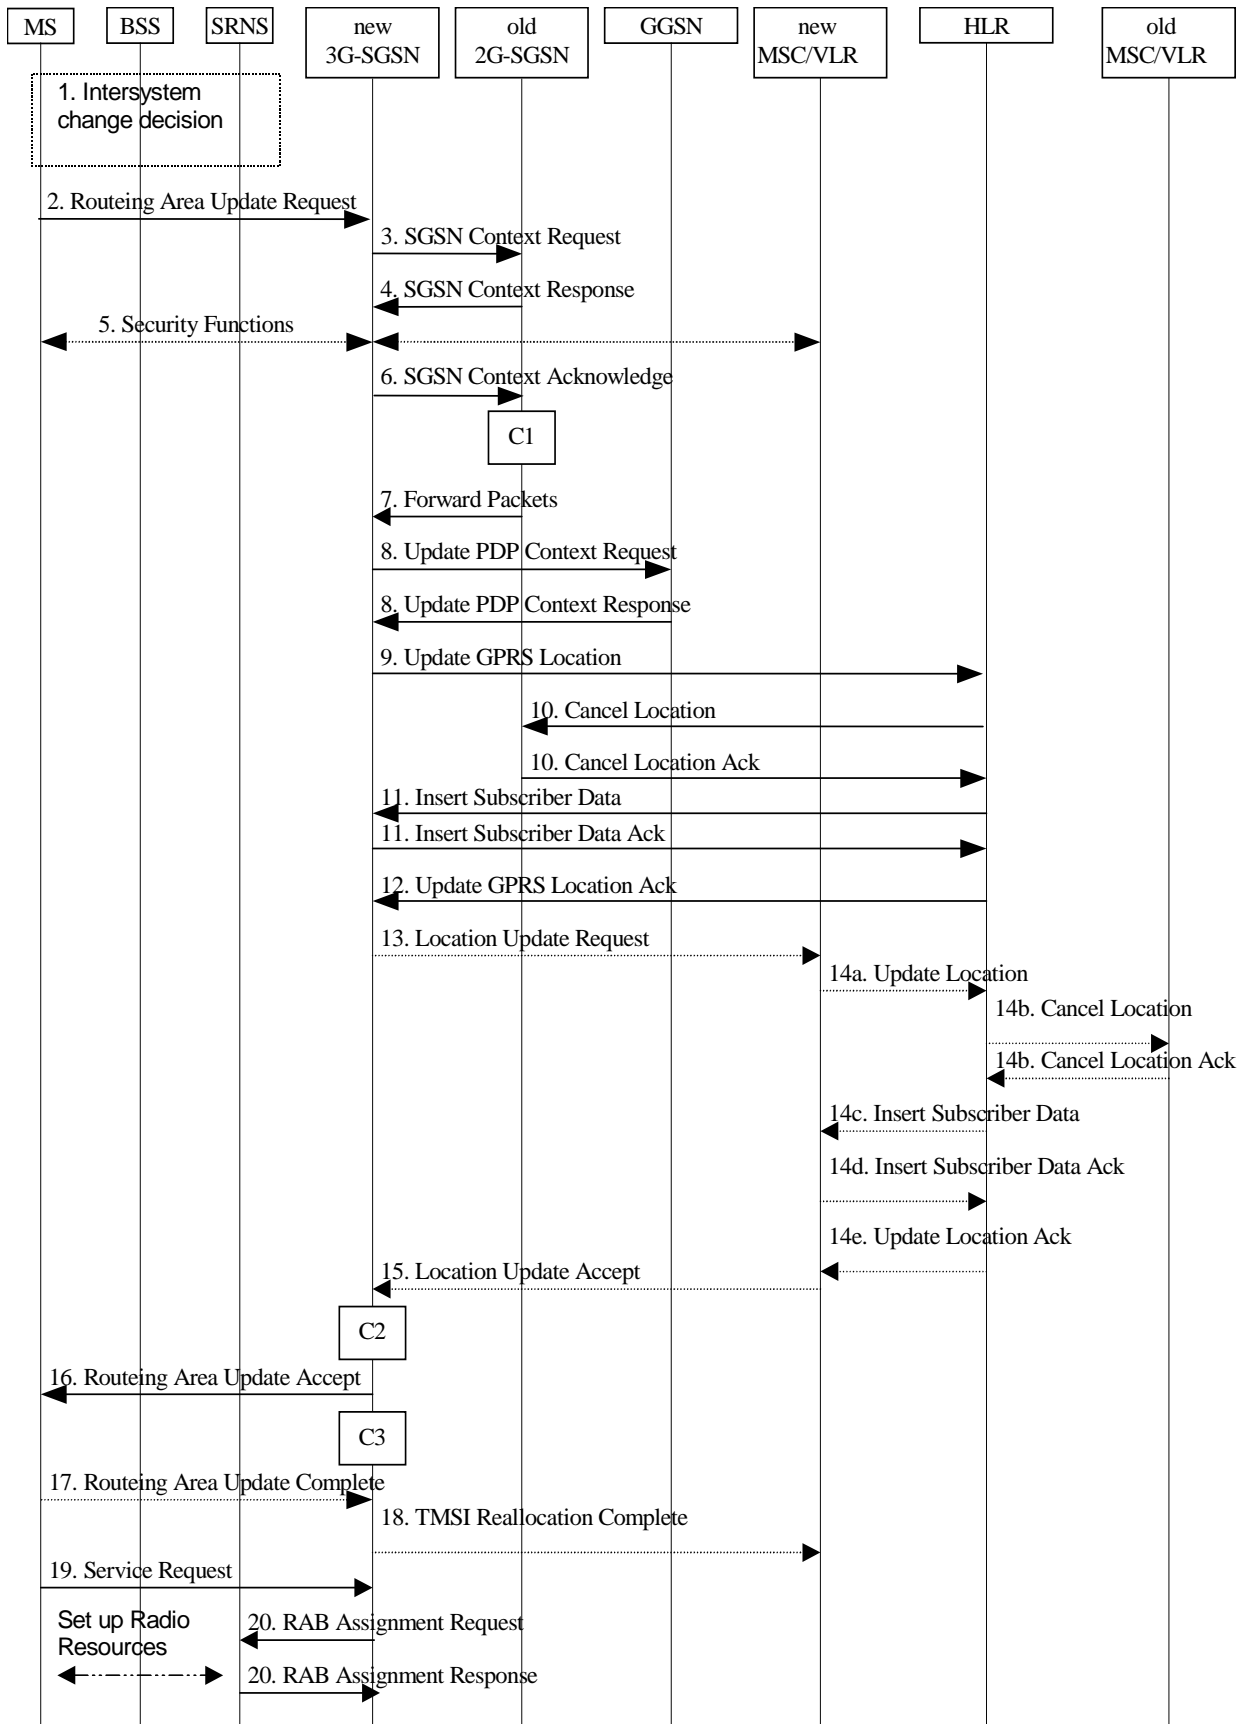 MS
BSS
SRNS
new
3G-SGSN
old
2G-SGSN
GGSN
new
MSC/VLR
HLR
old
MSC/VLR
1. Intersystem
change decision
2. Routeing Area Update Request
3. SGSN Context Request
4. SGSN Context Response
5. Security Functions
6. SGSN Context Acknowledge
C1
7. Forward Packets
8. Update PDP Context Request
8. Update PDP Context Response
9. Update GPRS Location
10. Cancel Location
10. Cancel Location Ack
11. Insert Subscriber Data
11. Insert Subscriber Data Ack
12. Update GPRS Location Ack
13. Location Update Request
14a. Update Location
14b. Cancel Location
14b. Cancel Location Ack
14c. Insert Subscriber Data
14d. Insert Subscriber Data Ack
14e. Update Location Ack
15. Location Update Accept
C2
16. Routeing Area Update Accept
C3
17. Routeing Area Update Complete
18. TMSI Reallocation Complete
19. Service Request
Set up Radio
Resources
20. RAB Assignment Request
20. RAB Assignment Response